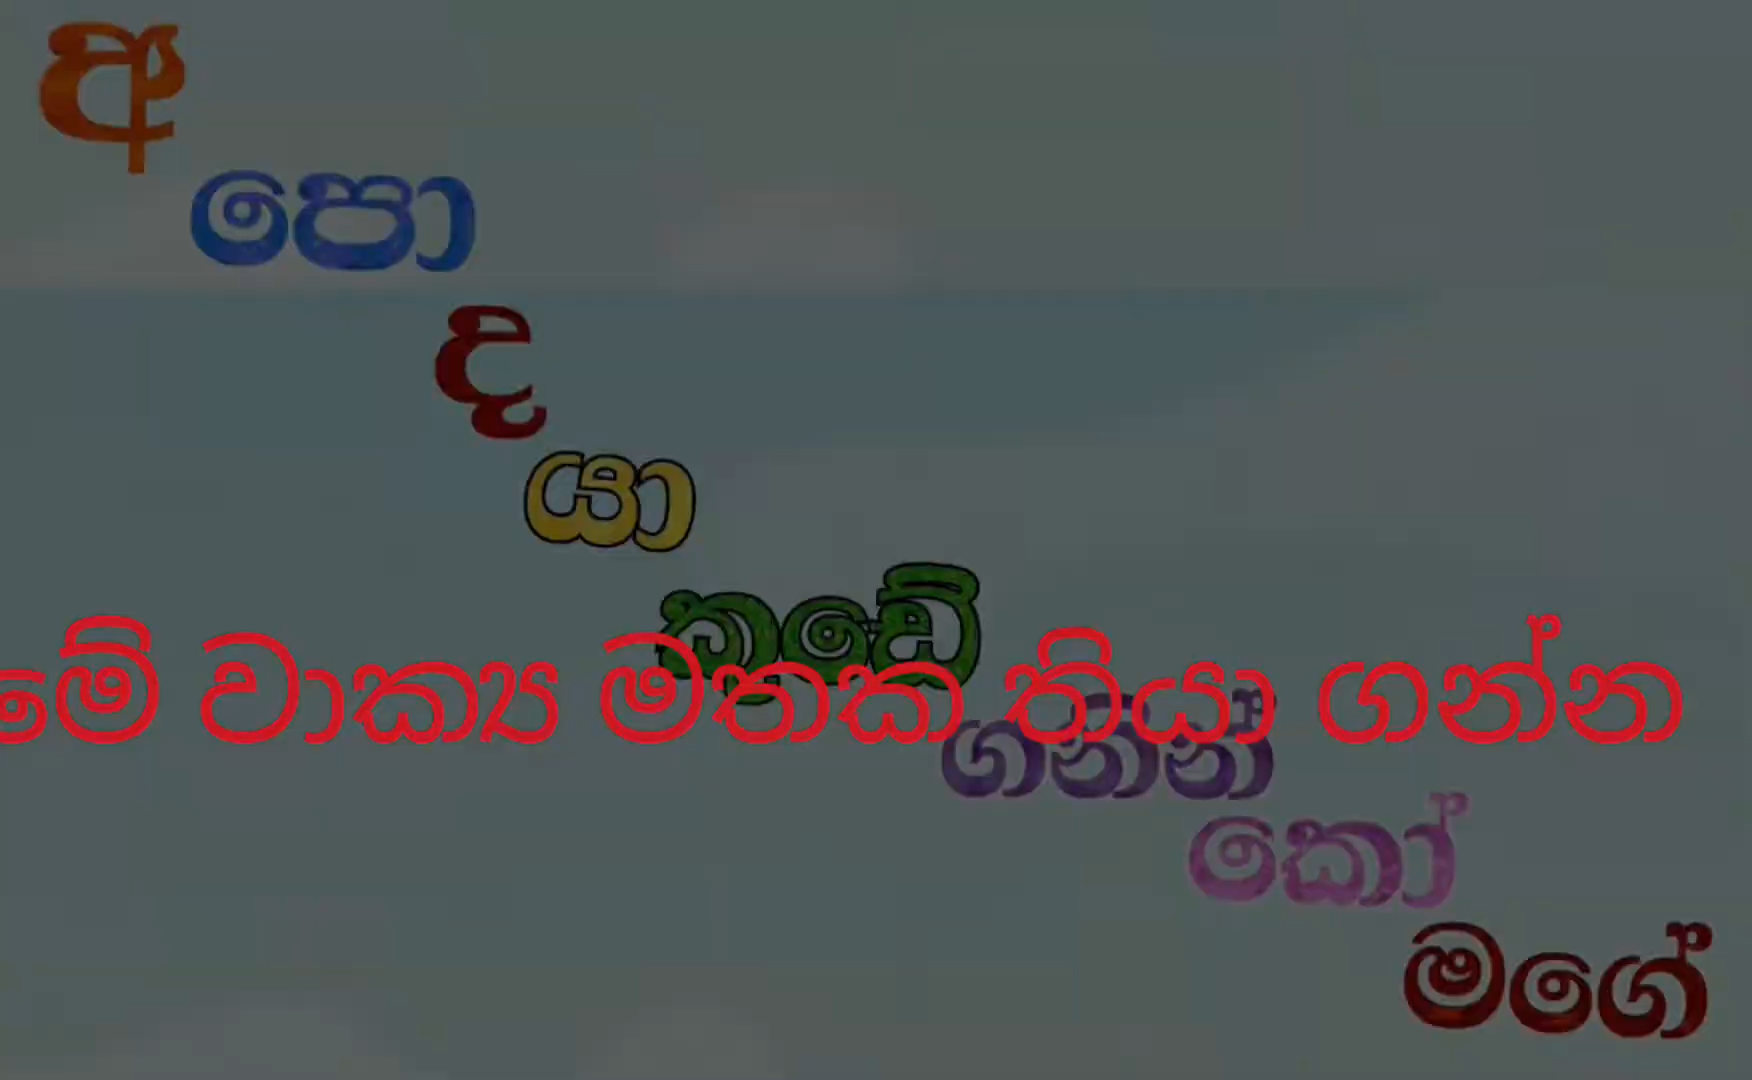 අ
පො
ද
යා
කුඩේ
මේ වාක්‍ය මතක තියා ගන්න
ගනින්
කෝ
මගේ